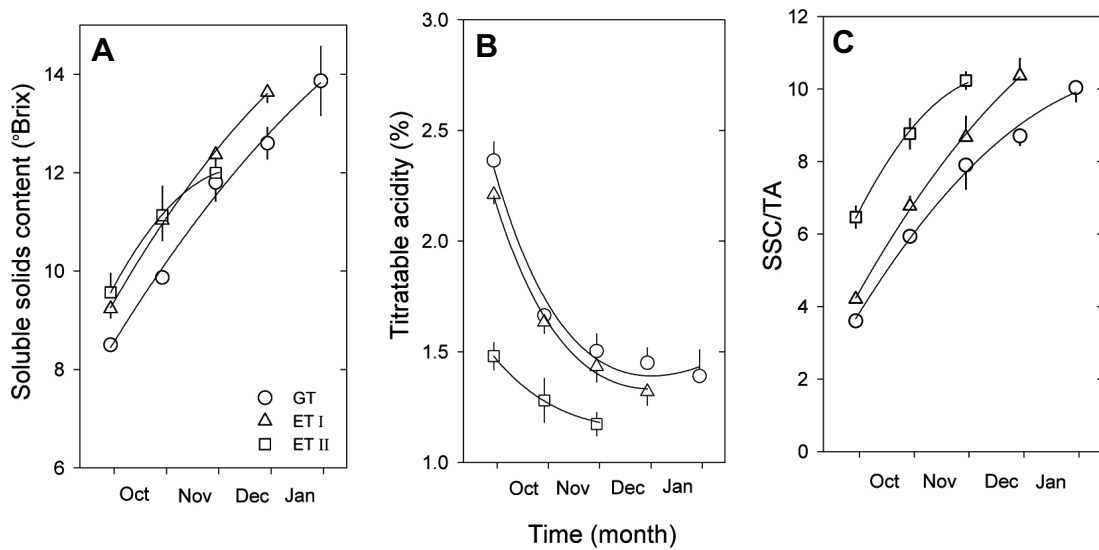 A
Soluble solids content (°Brix)
14
12
10
8
6
GT
ET I
ET II
Oct Nov Dec Jan
B
Titratable acidity (%)
3.0
2.5
2.0
1.5
1.0
Oct Nov Dec Jan
Time (month)
C
SSC/TA
12
10
8
6
4
2
0
Oct Nov Dec Jan